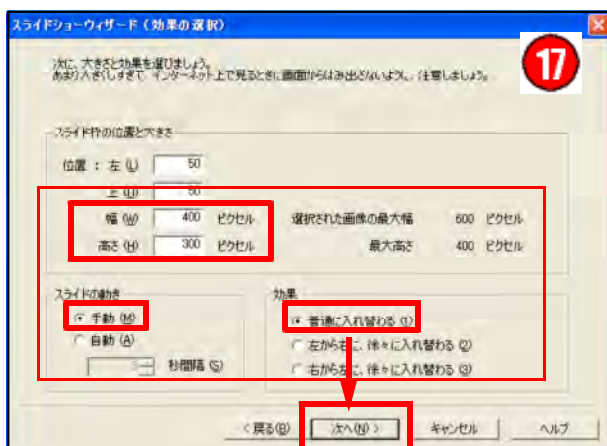 スライドショーウィザード（効果の選択）
17
次に、大きさと効果を選びましょう。
あまり大きくしすぎて、インターネット上で見るときに画面からはみ出さないように、注意しましょう。
スライド枠の位置と大きさ
位置 : 左(L) 50
上(U) 50
幅(W) 400 ピクセル 選択された画像の最大幅 600 ピクセル
高さ(H) 300 ピクセル 最大高さ 400 ピクセル
スライドの動き 効果
手動(M) 普通に入れ替わる(1)
自動(A) 左から右に、徐々に入れ替わる(2)
秒間隔(S) 右から左に、徐々に入れ替わる(3)
<戻る(B) 次へ(N)> キャンセル ヘルプ